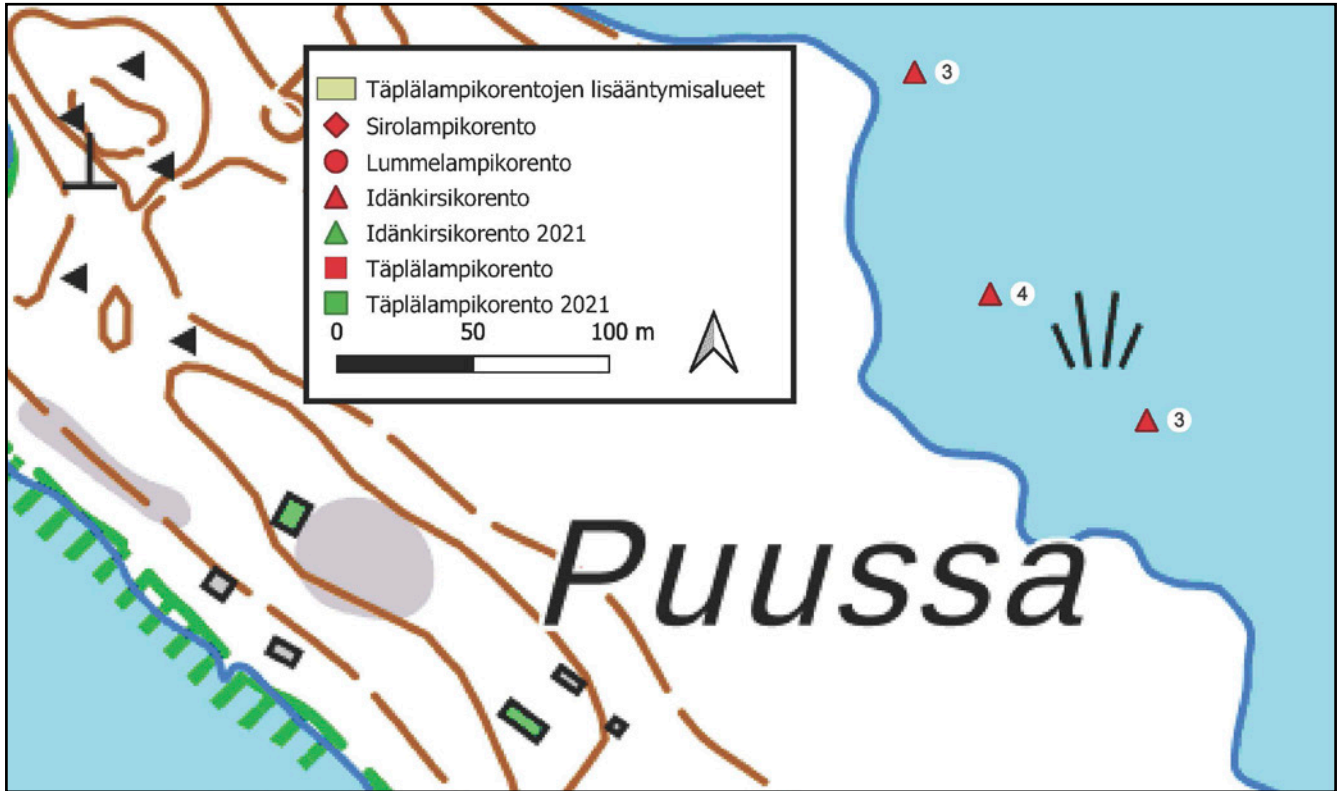 Täplälampikorentojen lisääntymisalueet
Sirolampikorento
Lummelampikorento
Idänkirsikorento
Idänkirsikorento 2021
Täplälampikorento
Täplälampikorento 2021
0 50 100 m
3
4
3
Puussa